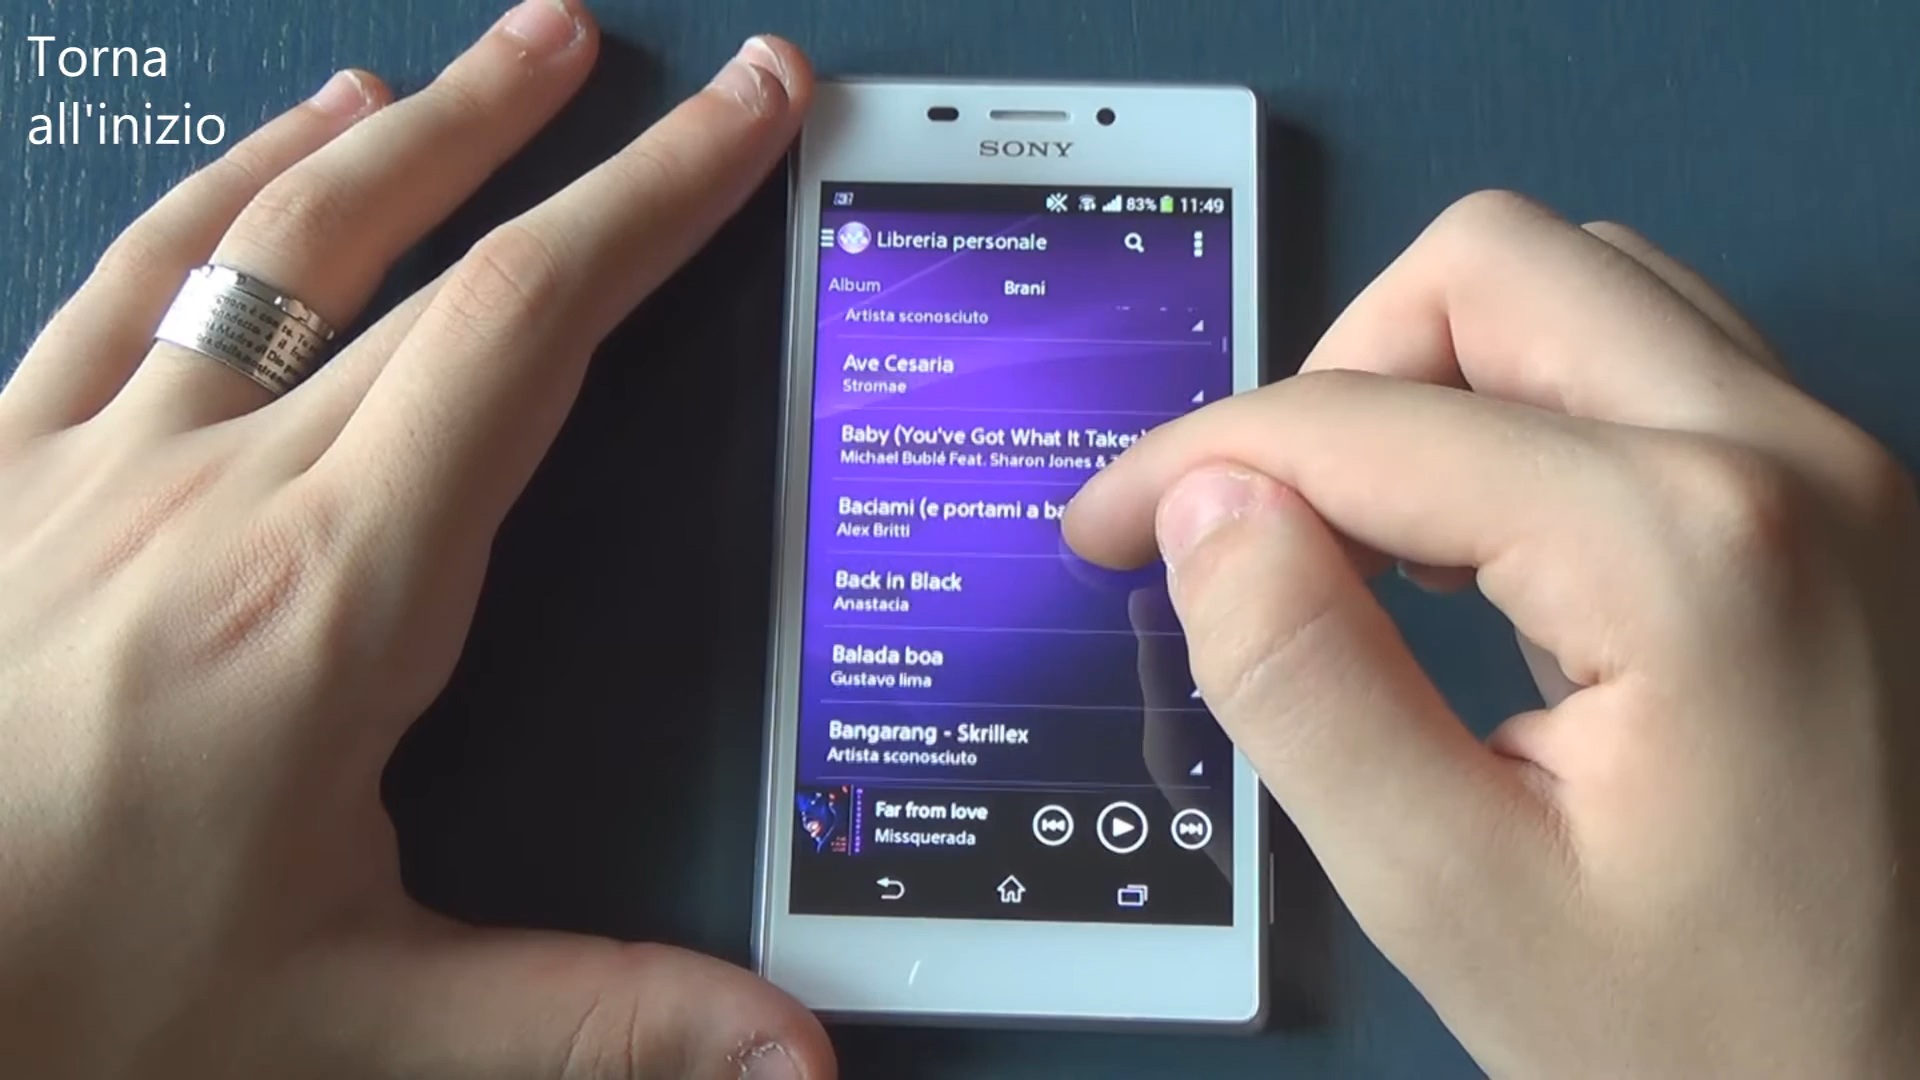 Torna
all'inizio
SONY
83% 11:49
Libreria personale
Album Brani
Artista sconosciuto
Ave Cesaria
Stromae
Baby (You've Got What It Takes)
Michael Bublé Feat. Sharon Jones &
Baciami (e portami a ba
Alex Britti
Back in Black
Anastacia
Balada boa
Gustavo lima
Bangarang - Skrillex
Artista sconosciuto
Far from love
Missquerada